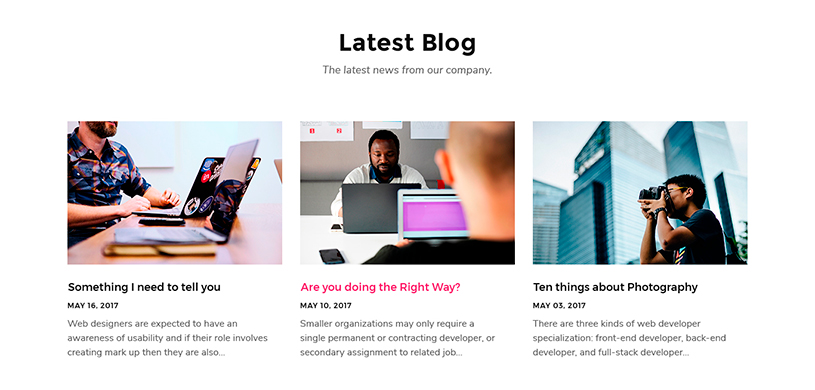 Latest Blog
The latest news from our company.
Something I need to tell you
MAY 16, 2017
Web designers are expected to have an
awareness of usability and if their role involves
creating mark up then they are also...
Are you doing the Right Way?
MAY 10, 2017
Smaller organizations may only require a
single permanent or contracting developer, or
secondary assignment to related job...
Ten things about Photography
MAY 03, 2017
There are three kinds of web developer
specialization: front-end developer, back-end
developer, and full-stack developer...